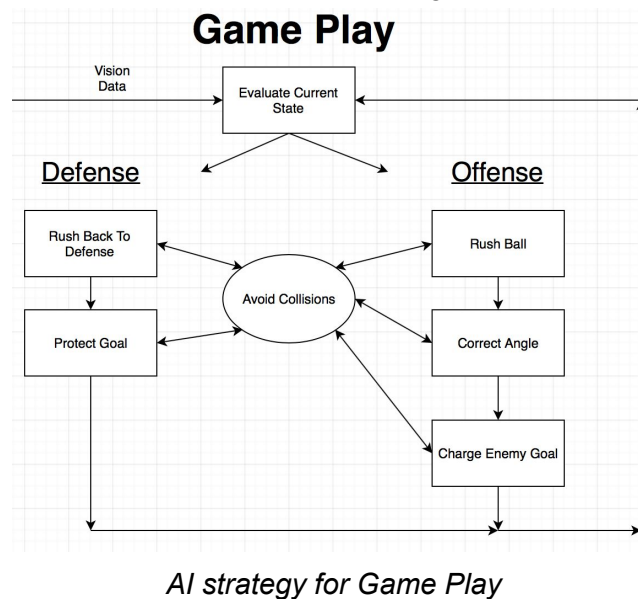 Game Play
Vision
Data
Evaluate Current
State
Defense
Offense
Rush Back To
Defense
Rush Ball
Avoid Collisions
Protect Goal
Correct Angle
Charge Enemy Goal
AI strategy for Game Play